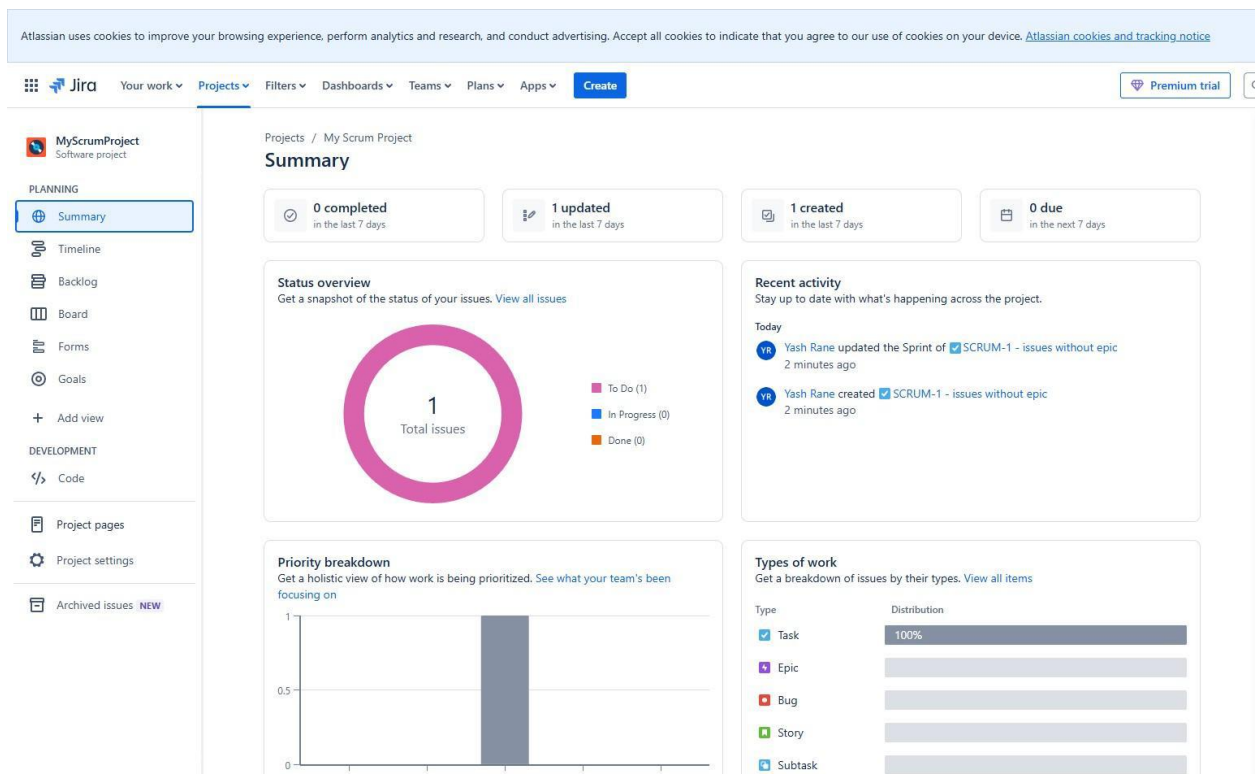 Atlassian uses cookies to improve your browsing experience, perform analytics and research, and conduct advertising. Accept all cookies to indicate that you agree to our use of cookies on your device. Atlassian cookies and tracking notice
Jira Your work Projects Filters Dashboards Teams Plans Apps Create Premium trial
MyScrumProject
Software project
PLANNING
Summary
Timeline
Backlog
Board
Forms
Goals
+ Add view
DEVELOPMENT
Code
Project pages
Project settings
Archived issues NEW
Projects / My Scrum Project
Summary
0 completed
in the last 7 days
1 updated
in the last 7 days
1 created
in the last 7 days
0 due
in the next 7 days
Status overview
Get a snapshot of the status of your issues. View all issues
1
Total issues
To Do (1)
In Progress (0)
Done (0)
Recent activity
Stay up to date with what's happening across the project.
Today
YR Yash Rane updated the Sprint of SCRUM-1 - issues without epic
2 minutes ago
YR Yash Rane created SCRUM-1 - issues without epic
2 minutes ago
Priority breakdown
Get a holistic view of how work is being prioritized. See what your team's been
focusing on
1
0.5
0
Types of work
Get a breakdown of issues by their types. View all items
Type Distribution
Task 100%
Epic
Bug
Story
Subtask